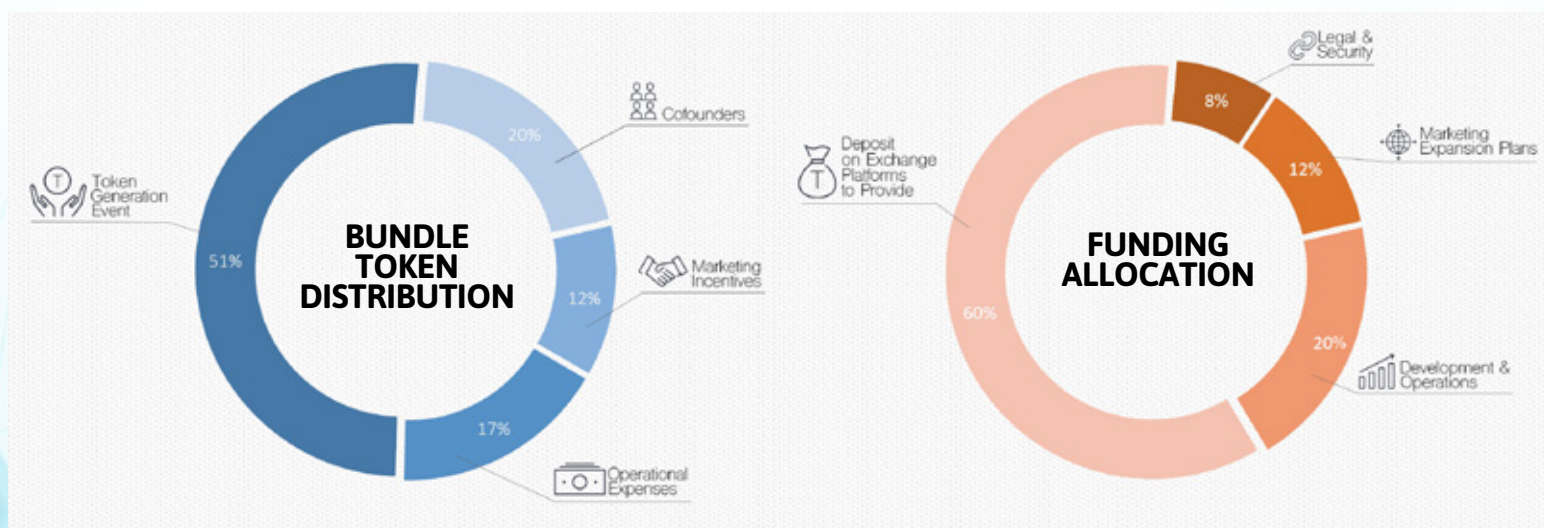 20%
Cofounders
Token
Generation
Event
T
BUNDLE
TOKEN
DISTRIBUTION
51%
12%
Marketing
Incentives
17%
Operational
Expenses
Legal &
Security
8%
Marketing
Expansion Plans
12%
Deposit
on Exchange
Platforms
to Provide
T
FUNDING
ALLOCATION
60%
20%
Development &
Operations